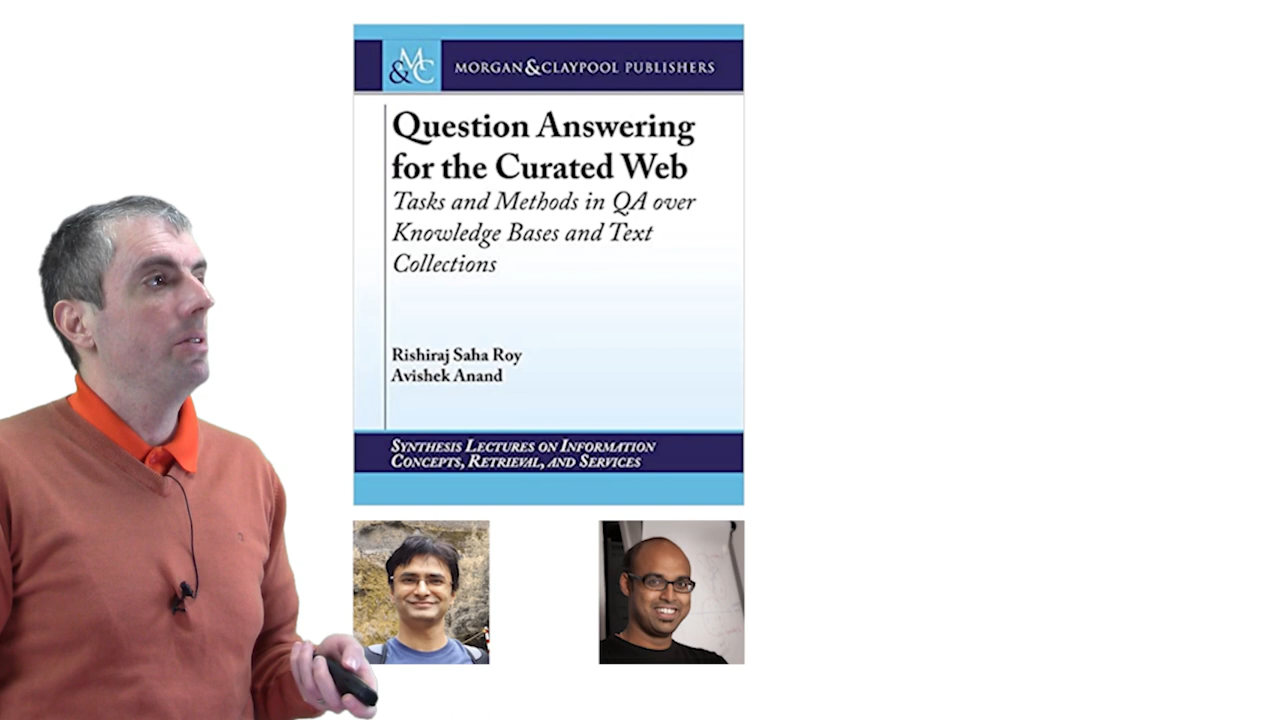 M&C MORGAN&CLAYPOOL PUBLISHERS
Question Answering
for the Curated Web
Tasks and Methods in QA over
Knowledge Bases and Text
Collections
Rishiraj Saha Roy
Avishek Anand
SYNTHESIS LECTURES ON INFORMATION
CONCEPTS, RETRIEVAL, AND SERVICES